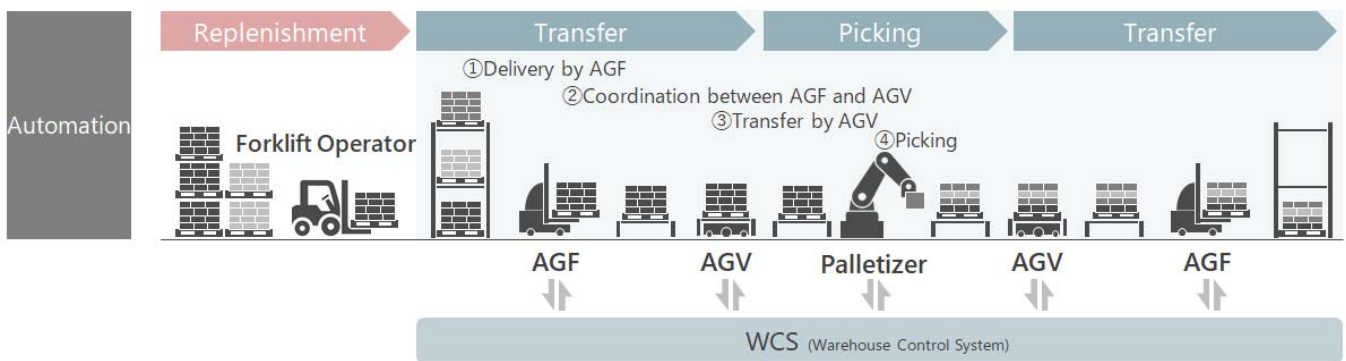 Replenishment
Transfer
Picking
Transfer
Automation
①Delivery by AGF
②Coordination between AGF and AGV
③Transfer by AGV
④Picking
Forklift Operator
AGF
AGV
Palletizer
AGV
AGF
WCS (Warehouse Control System)